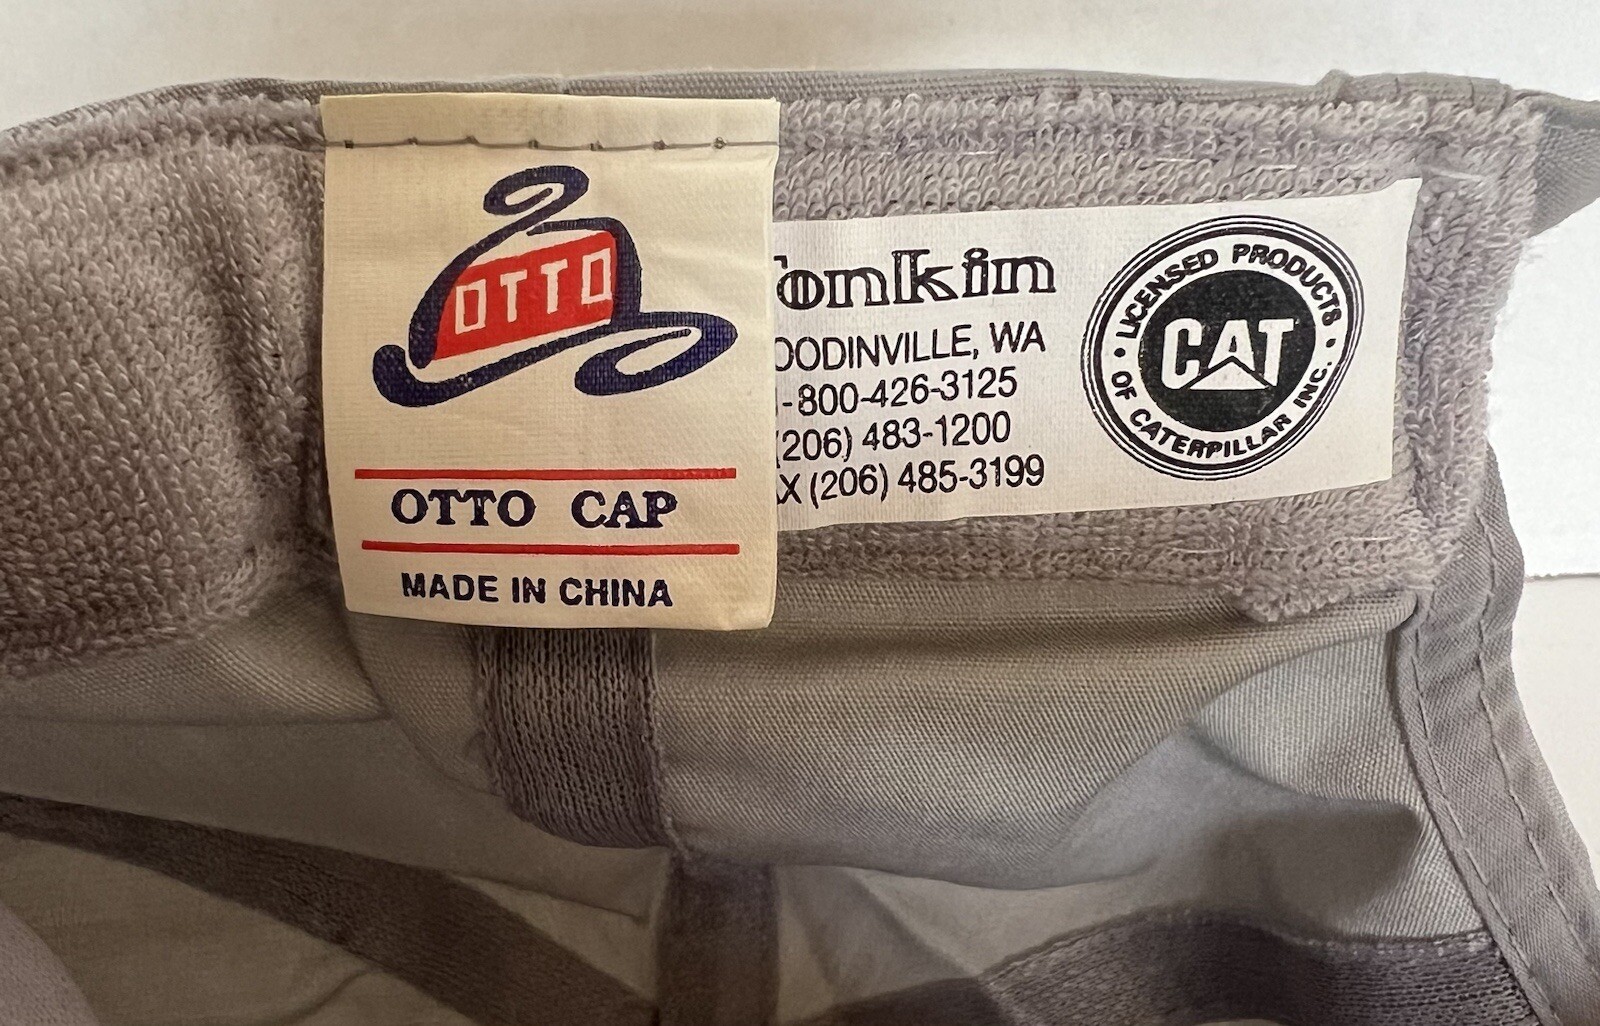 OTTO
OTTO CAP
MADE IN CHINA
onkin
OODINVILLE, WA
1-800-426-3125
(206) 483-1200
X (206) 485-3199
LICENSED PRODUCTS
CAT
OF CATERPILLAR INC.